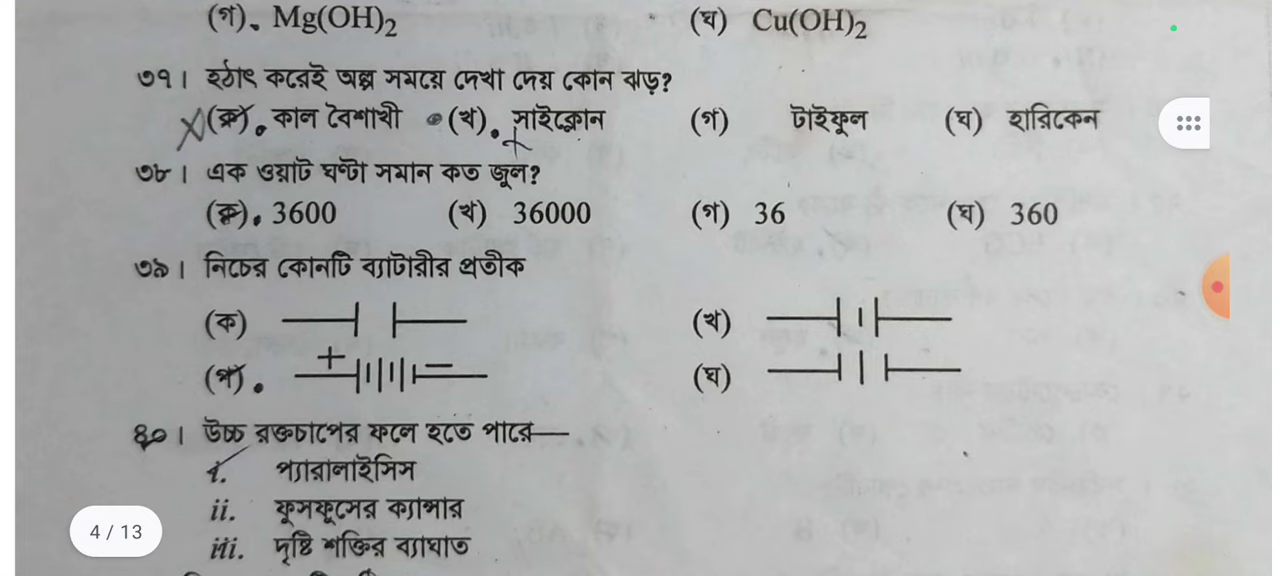 (গ). Mg(OH)2 (ঘ) Cu(OH)2
৩৭। হঠাৎ করেই অল্প সময়ে দেখা দেয় কোন ঝড়?
(ক). কাল বৈশাখী (খ). সাইক্লোন (গ) টাইফুন (ঘ) হারিকেন
৩৮। এক ওয়াট ঘণ্টা সমান কত জুল?
(ক). 3600 (খ) 36000 (গ) 36 (ঘ) 360
৩৯। নিচের কোনটি ব্যাটারীর প্রতীক
(ক) (খ)
(গ). + − (ঘ)
৪০। উচ্চ রক্তচাপের ফলে হতে পারে—
i. প্যারালাইসিস
ii. ফুসফুসের ক্যান্সার
iii. দৃষ্টি শক্তির ব্যাঘাত
4 / 13